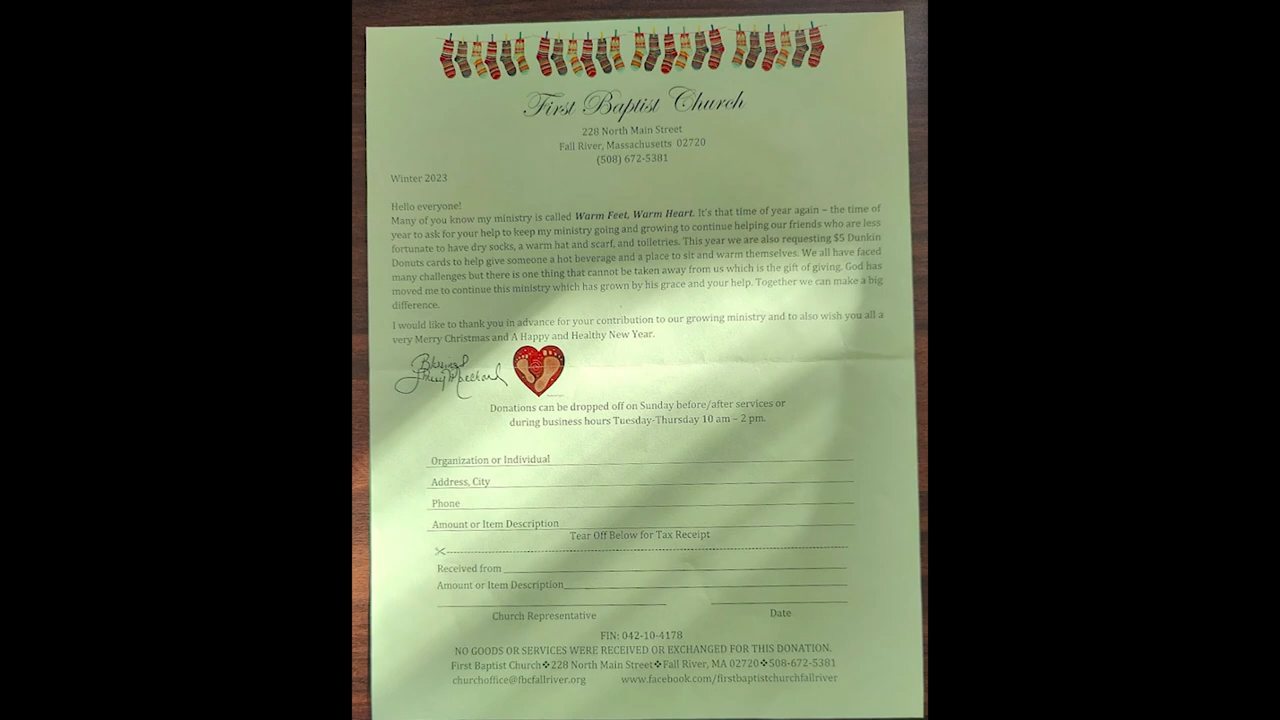 First Baptist Church
228 North Main Street
Fall River, Massachusetts 02720
(508) 672-5381
Winter 2023
Hello everyone!
Many of you know my ministry is called Warm Feet, Warm Heart. It's that time of year again – the time of
year to ask for your help to keep my ministry going and growing to continue helping our friends who are less
fortunate to have dry socks, a warm hat and scarf, and toiletries. This year we are also requesting $5 Dunkin
Donuts cards to help give someone a hot beverage and a place to sit and warm themselves. We all have faced
many challenges but there is one thing that cannot be taken away from us which is the gift of giving. God has
moved me to continue this ministry which has grown by his grace and your help. Together we can make a big
difference.
I would like to thank you in advance for your contribution to our growing ministry and to also wish you all a
very Merry Christmas and A Happy and Healthy New Year.
Donations can be dropped off on Sunday before/after services or
during business hours Tuesday-Thursday 10 am – 2 pm.
Organization or Individual
Address, City
Phone
Amount or Item Description
Tear Off Below for Tax Receipt
Received from
Amount or Item Description
Church Representative Date
FIN: 042-10-4178
NO GOODS OR SERVICES WERE RECEIVED OR EXCHANGED FOR THIS DONATION.
First Baptist Church❖228 North Main Street❖Fall River, MA 02720❖508-672-5381
churchoffice@fbcfallriver.org www.facebook.com/firstbaptistchurchfallriver